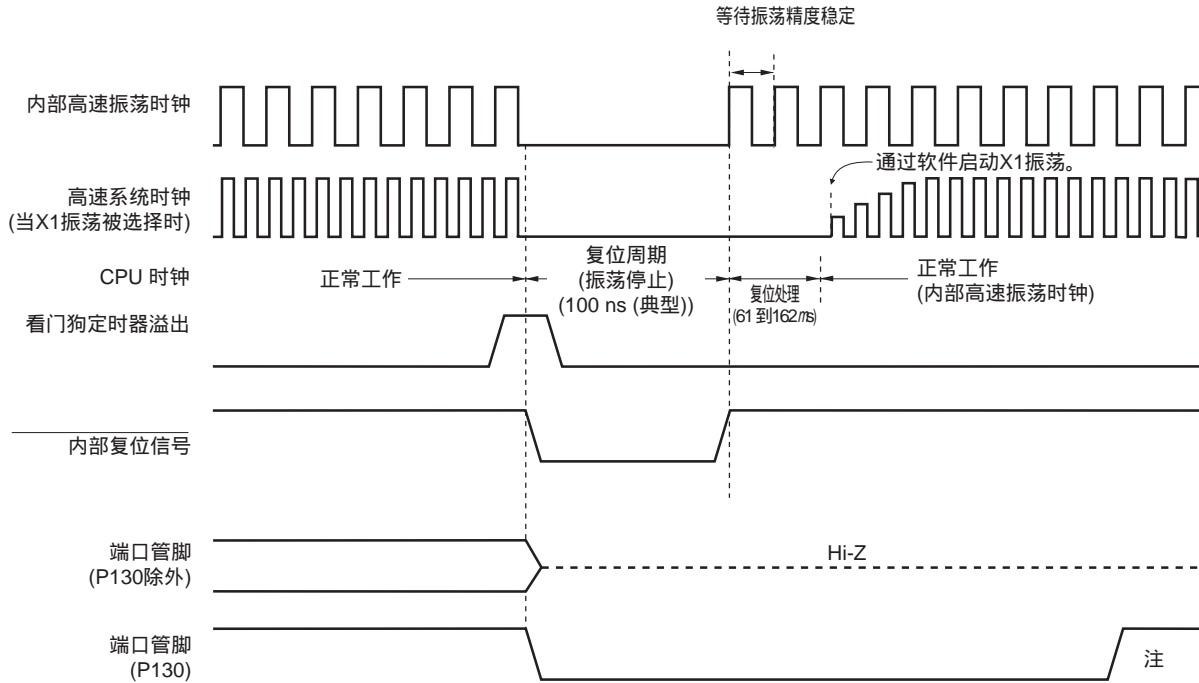 等待振荡精度稳定
内部高速振荡时钟
通过软件启动X1振荡。
高速系统时钟
(当X1振荡被选择时)
CPU 时钟
正常工作
复位周期
(振荡停止)
(100 ns (典型))
复位处理
(61 到162ms)
正常工作
(内部高速振荡时钟)
看门狗定时器溢出
内部复位信号
端口管脚
(P130除外)
Hi-Z
端口管脚
(P130)
注